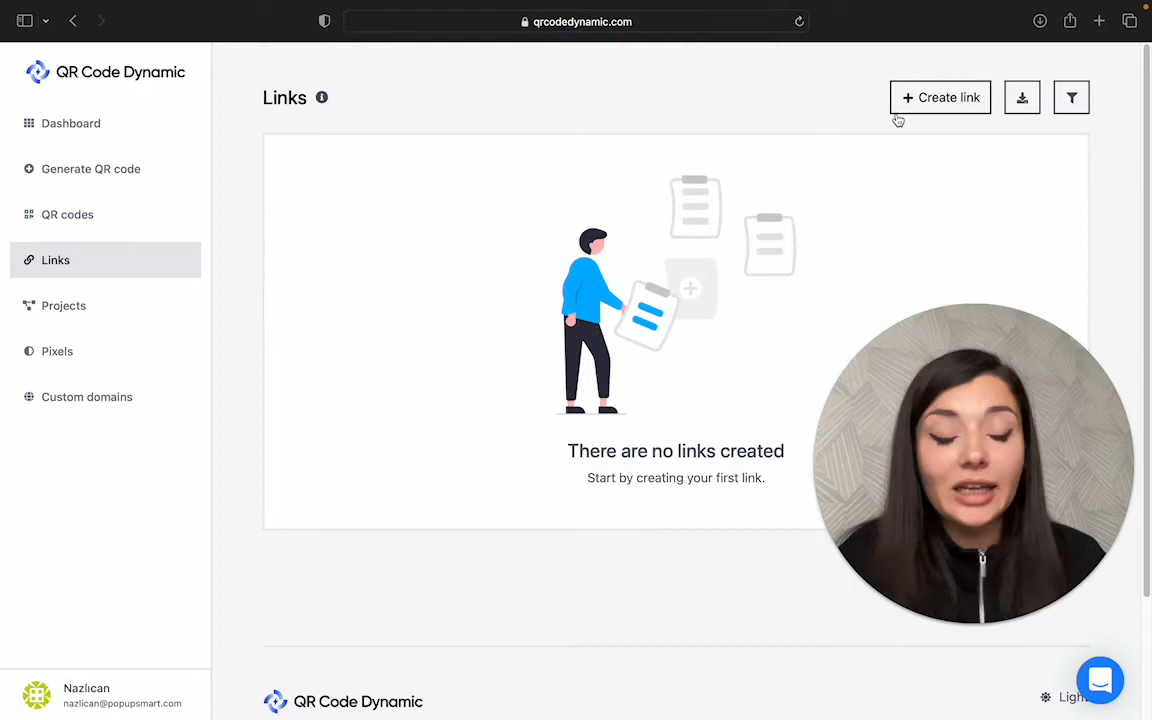 qrcodedynamic.com
QR Code Dynamic
Dashboard
Generate QR code
QR codes
Links
Projects
Pixels
Custom domains
Links
+ Create link
There are no links created
Start by creating your first link.
Nazlıcan
nazlican@popupsmart.com
QR Code Dynamic